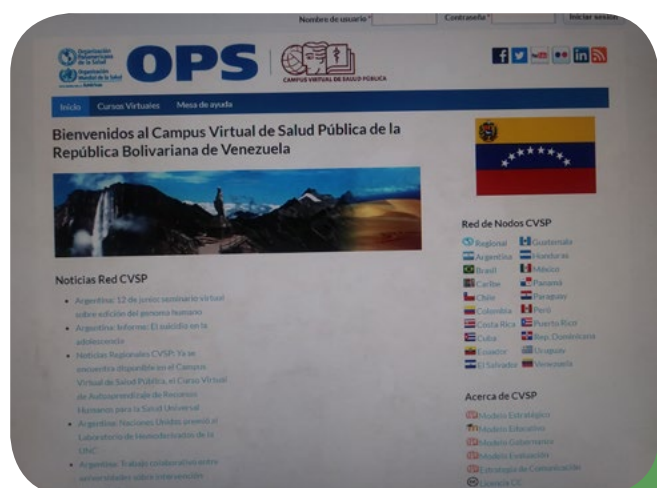 Nombre de usuario *
Contraseña *
Iniciar sesión
Organización
Panamericana
de la Salud
Organización
Mundial de la Salud
OPS
CAMPUS VIRTUAL DE SALUD PÚBLICA
Inicio Cursos Virtuales Mesa de ayuda
Bienvenidos al Campus Virtual de Salud Pública de la
República Bolivariana de Venezuela
Noticias Red CVSP
Argentina: 12 de junio: seminario virtual
sobre edición del genoma humano
Argentina: Informe: El suicidio en la
adolescencia
Noticias Regionales CVSP: Ya se
encuentra disponible en el Campus
Virtual de Salud Pública, el Curso Virtual
de Autoaprendizaje de Recursos
Humanos para la Salud Universal
Argentina: Naciones Unidas premió el
Laboratorio de Hemoderivados de la
UNC
Argentina: Trabajo colaborativo entre
universidades sobre intervención
Red de Nodos CVSP
Regional Guatemala
Argentina Honduras
Brasil México
Caribe Panamá
Chile Paraguay
Colombia Perú
Costa Rica Puerto Rico
Cuba Rep. Dominicana
Ecuador Uruguay
El Salvador Venezuela
Acerca de CVSP
Modelo Estratégico
Modelo Educativo
Modelo Gobernanza
Modelo Evaluación
Estrategia de Comunicación
Licencia CC